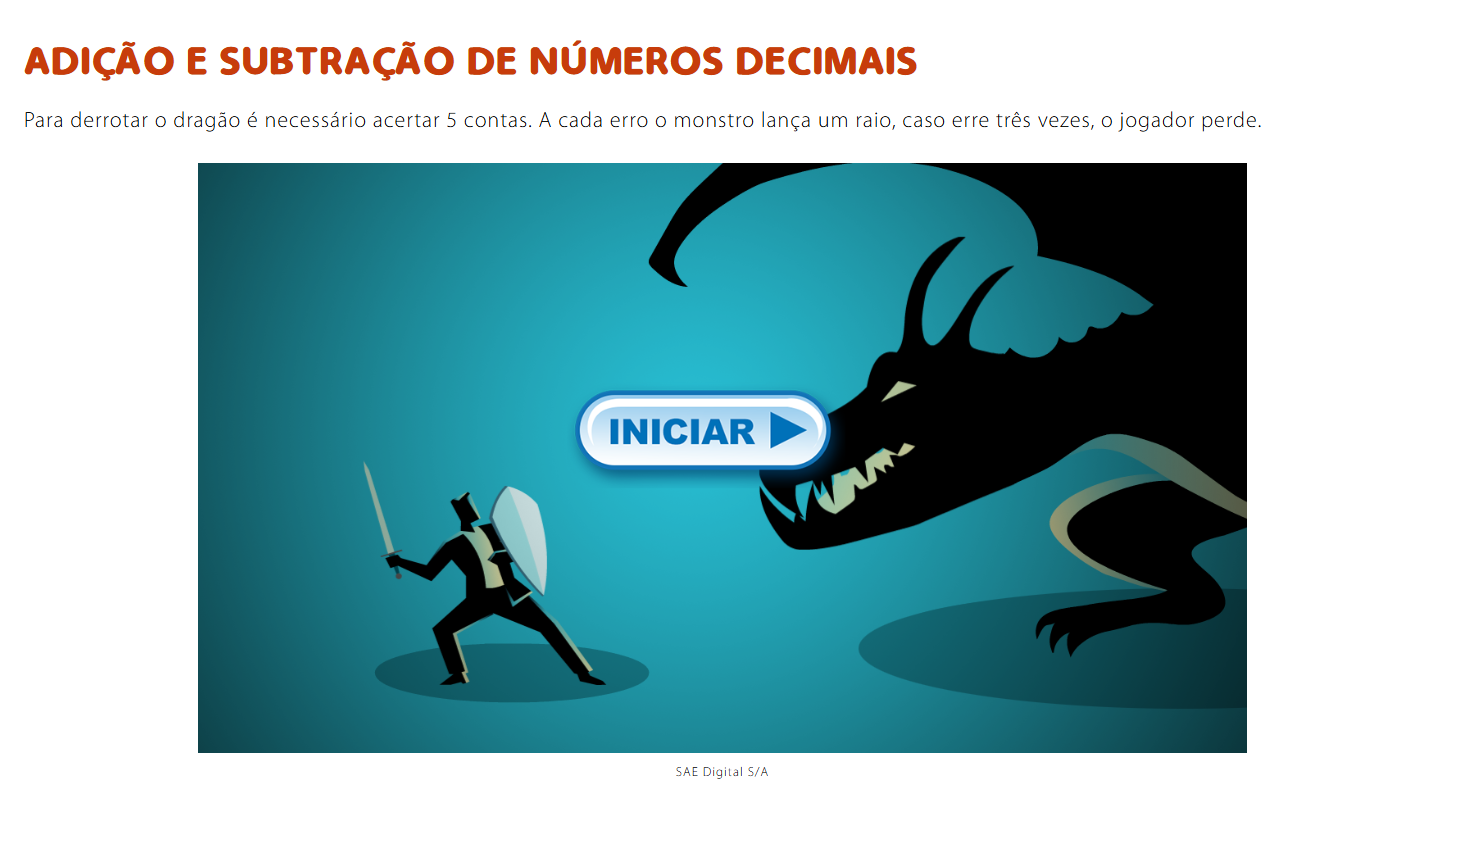 ADIÇÃO E SUBTRAÇÃO DE NÚMEROS DECIMAIS
Para derrotar o dragão é necessário acertar 5 contas. A cada erro o monstro lança um raio, caso erre três vezes, o jogador perde.
INICIAR
SAE Digital S/A